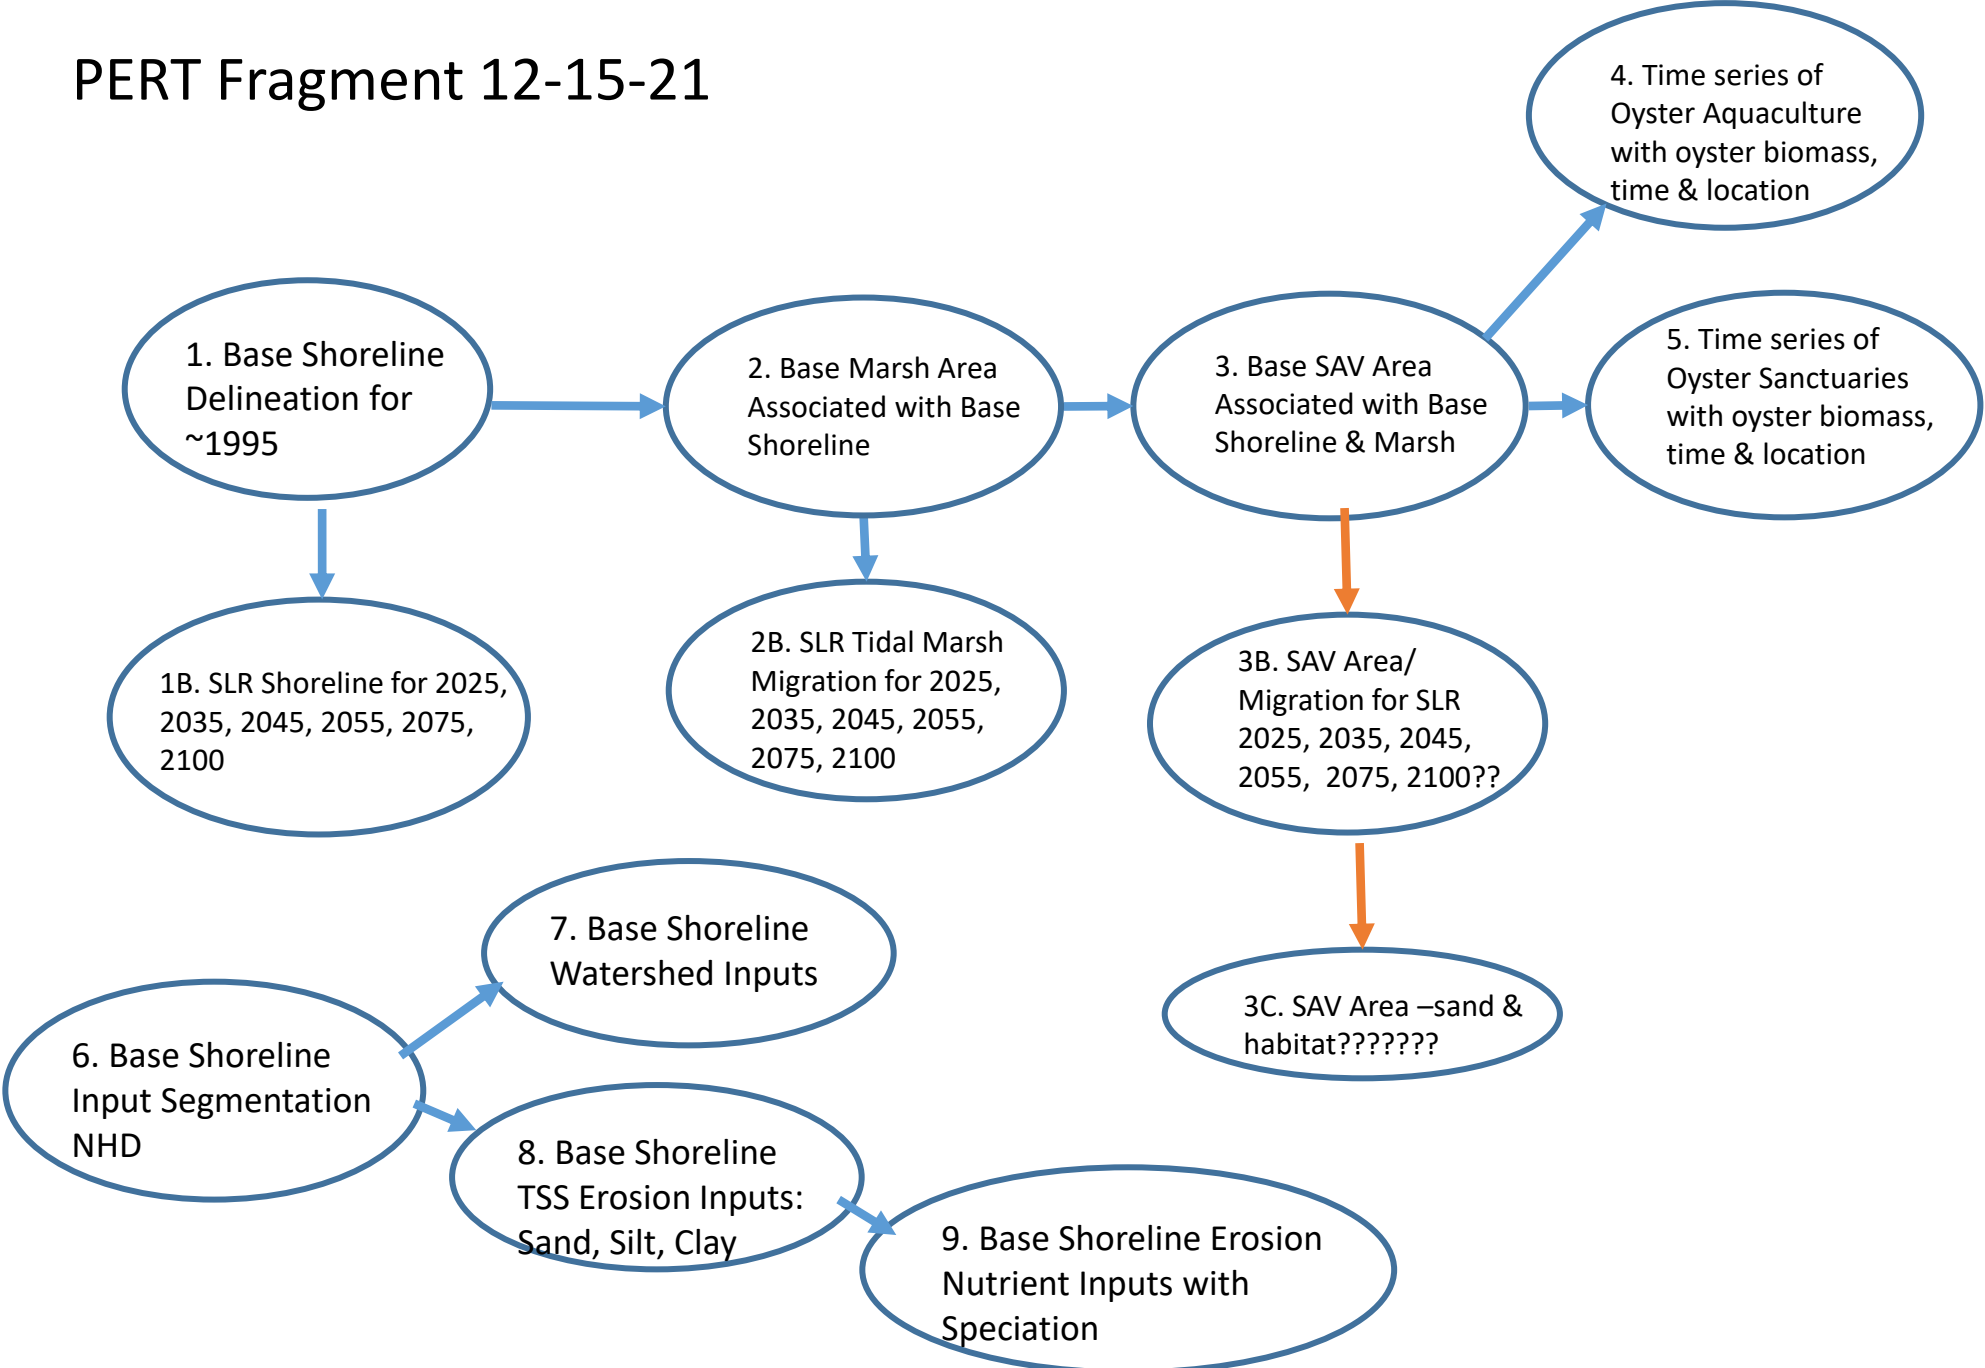 PERT Fragment 12-15-21
4. Time series of
Oyster Aquaculture
with oyster biomass,
time & location
1. Base Shoreline
Delineation for
~1995
2. Base Marsh Area
Associated with Base
Shoreline
3. Base SAV Area
Associated with Base
Shoreline & Marsh
5. Time series of
Oyster Sanctuaries
with oyster biomass,
time & location
1B. SLR Shoreline for 2025,
2035, 2045, 2055, 2075,
2100
2B. SLR Tidal Marsh
Migration for 2025,
2035, 2045, 2055,
2075, 2100
3B. SAV Area/
Migration for SLR
2025, 2035, 2045,
2055,  2075, 2100??
3C. SAV Area –sand &
habitat???????
6. Base Shoreline
Input Segmentation
NHD
7. Base Shoreline
Watershed Inputs
8. Base Shoreline
TSS Erosion Inputs:
Sand, Silt, Clay
9. Base Shoreline Erosion
Nutrient Inputs with
Speciation